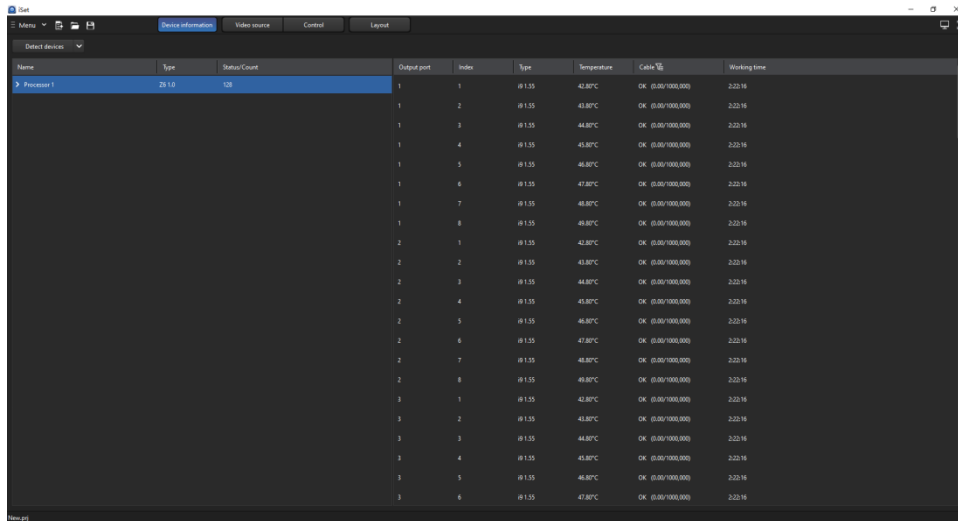 iSet
Menu Device information Video source Control Layout
Detect devices
Name Type Status/Count Output port Index Type Temperature Cable Working time
Processor 1 Z8 1.0 128 1 1 i9 1.55 42.80°C OK (0.00/1000,000) 2:22:16
1 2 i9 1.55 43.80°C OK (0.00/1000,000) 2:22:16
1 3 i9 1.55 44.80°C OK (0.00/1000,000) 2:22:16
1 4 i9 1.55 45.80°C OK (0.00/1000,000) 2:22:16
1 5 i9 1.55 46.80°C OK (0.00/1000,000) 2:22:16
1 6 i9 1.55 47.80°C OK (0.00/1000,000) 2:22:16
1 7 i9 1.55 48.80°C OK (0.00/1000,000) 2:22:16
1 8 i9 1.55 49.80°C OK (0.00/1000,000) 2:22:16
2 1 i9 1.55 42.80°C OK (0.00/1000,000) 2:22:16
2 2 i9 1.55 43.80°C OK (0.00/1000,000) 2:22:16
2 3 i9 1.55 44.80°C OK (0.00/1000,000) 2:22:16
2 4 i9 1.55 45.80°C OK (0.00/1000,000) 2:22:16
2 5 i9 1.55 46.80°C OK (0.00/1000,000) 2:22:16
2 6 i9 1.55 47.80°C OK (0.00/1000,000) 2:22:16
2 7 i9 1.55 48.80°C OK (0.00/1000,000) 2:22:16
2 8 i9 1.55 49.80°C OK (0.00/1000,000) 2:22:16
3 1 i9 1.55 42.80°C OK (0.00/1000,000) 2:22:16
3 2 i9 1.55 43.80°C OK (0.00/1000,000) 2:22:16
3 3 i9 1.55 44.80°C OK (0.00/1000,000) 2:22:16
3 4 i9 1.55 45.80°C OK (0.00/1000,000) 2:22:16
3 5 i9 1.55 46.80°C OK (0.00/1000,000) 2:22:16
3 6 i9 1.55 47.80°C OK (0.00/1000,000) 2:22:16
New.prj